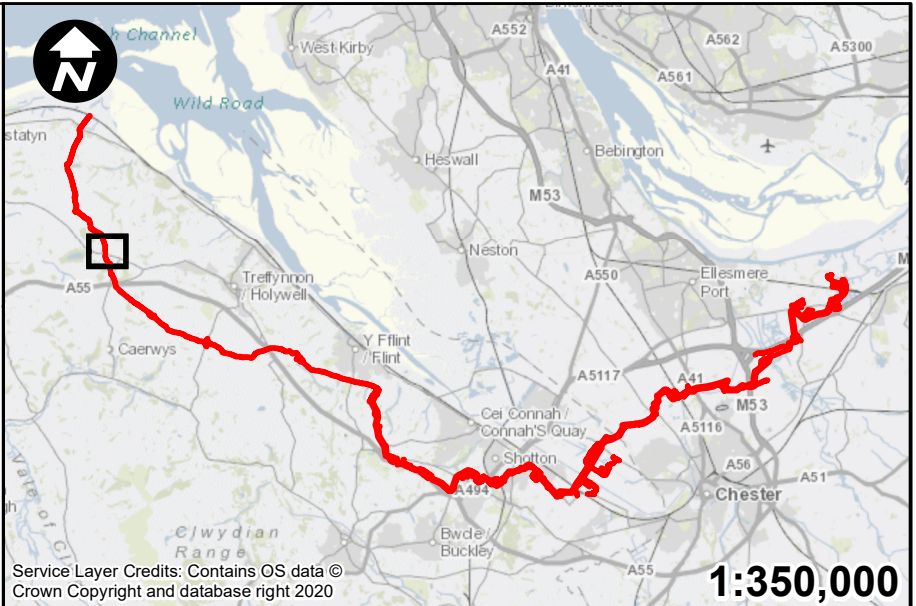 N
h Channel
West Kirby
A552
A562
A5300
A41
A561
Wild Road
statyn
Heswall
Bebington
M53
Neston
A550
Ellesmere
Port
M
A55
Treffynnon
/ Holywell
Caerwys
Y Fflint
/ Flint
A5117
A41
M53
Cei Connah /
Connah'S Quay
A5116
Shotton
A56
A51
A494
Chester
Clwydian
Range
Bwcle /
Buckley
A55
Service Layer Credits: Contains OS data ©
Crown Copyright and database right 2020
1:350,000